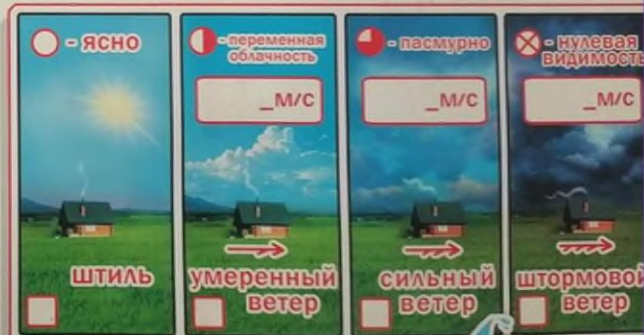 - ЯСНО
- переменная
облачность
- пасмурно
- нулевая
видимость
_М/С
_М/С
_М/С
ШТИЛЬ
умеренный
ветер
сильный
ветер
штормовой
ветер